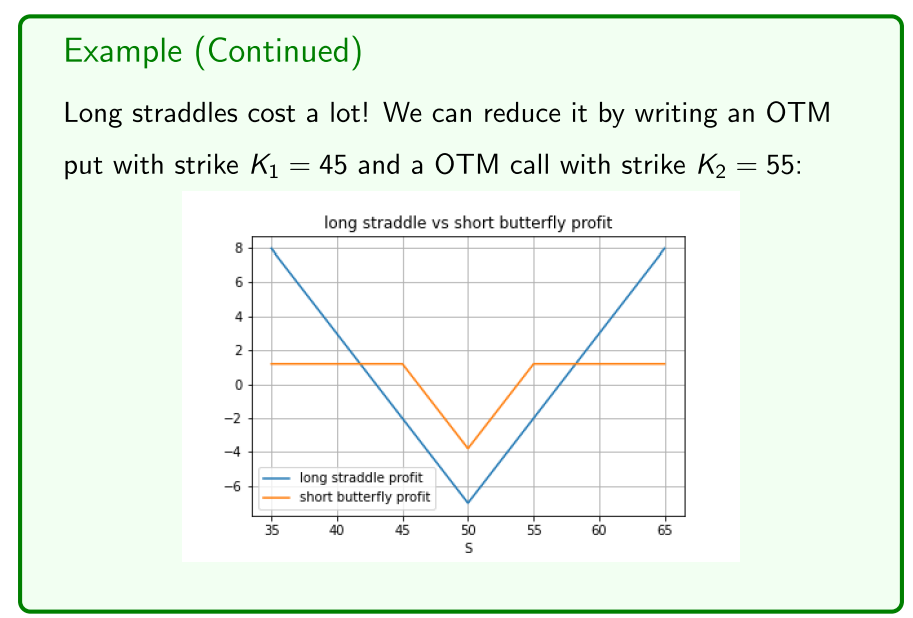 Example (Continued)
Long straddles cost a lot! We can reduce it by writing an OTM
put with strike K₁ = 45 and a OTM call with strike K₂ = 55:
long straddle vs short butterfly profit
8
6
4
2
0
−2
−4
−6
long straddle profit
short butterfly profit
35 40 45 50 55 60 65
S